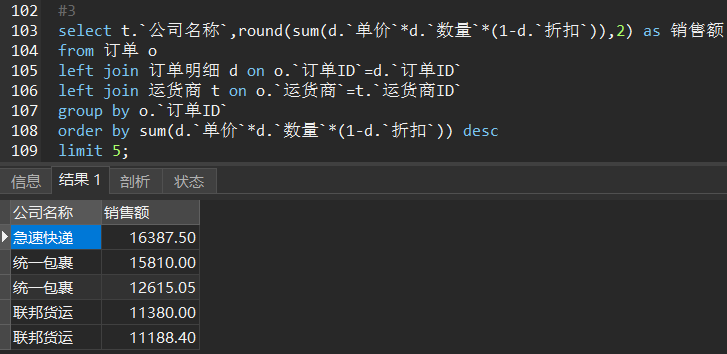 102 #3
103 select t.`公司名称`,round(sum(d.`单价`*d.`数量`*(1-d.`折扣`)),2) as 销售额
104 from 订单 o
105 left join 订单明细 d on o.`订单ID`=d.`订单ID`
106 left join 运货商 t on o.`运货商`=t.`运货商ID`
107 group by o.`订单ID`
108 order by sum(d.`单价`*d.`数量`*(1-d.`折扣`)) desc
109 limit 5;
信息 结果 1 剖析 状态
公司名称 销售额
急速快递 16387.50
统一包裹 15810.00
统一包裹 12615.05
联邦货运 11380.00
联邦货运 11188.40